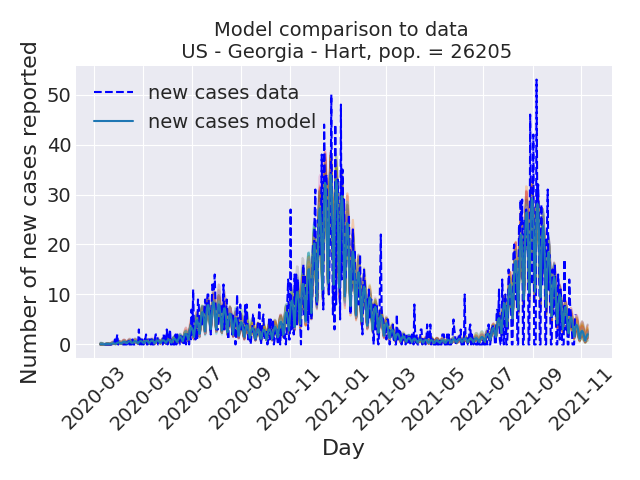 Model comparison to data
US - Georgia - Hart, pop. = 26205
Number of new cases reported
50
40
30
20
10
0
new cases data
new cases model
2020-03
2020-05
2020-07
2020-09
2020-11
2021-01
2021-03
2021-05
2021-07
2021-09
2021-11
Day